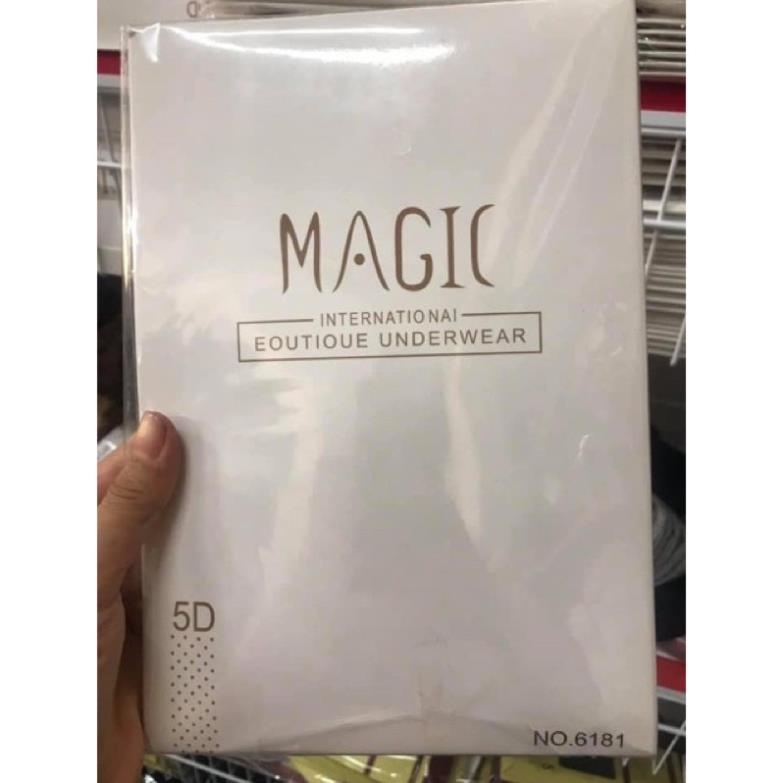 MAGIC
INTERNATIONAI
EOUTIOUE UNDERWEAR
5D
NO.6181